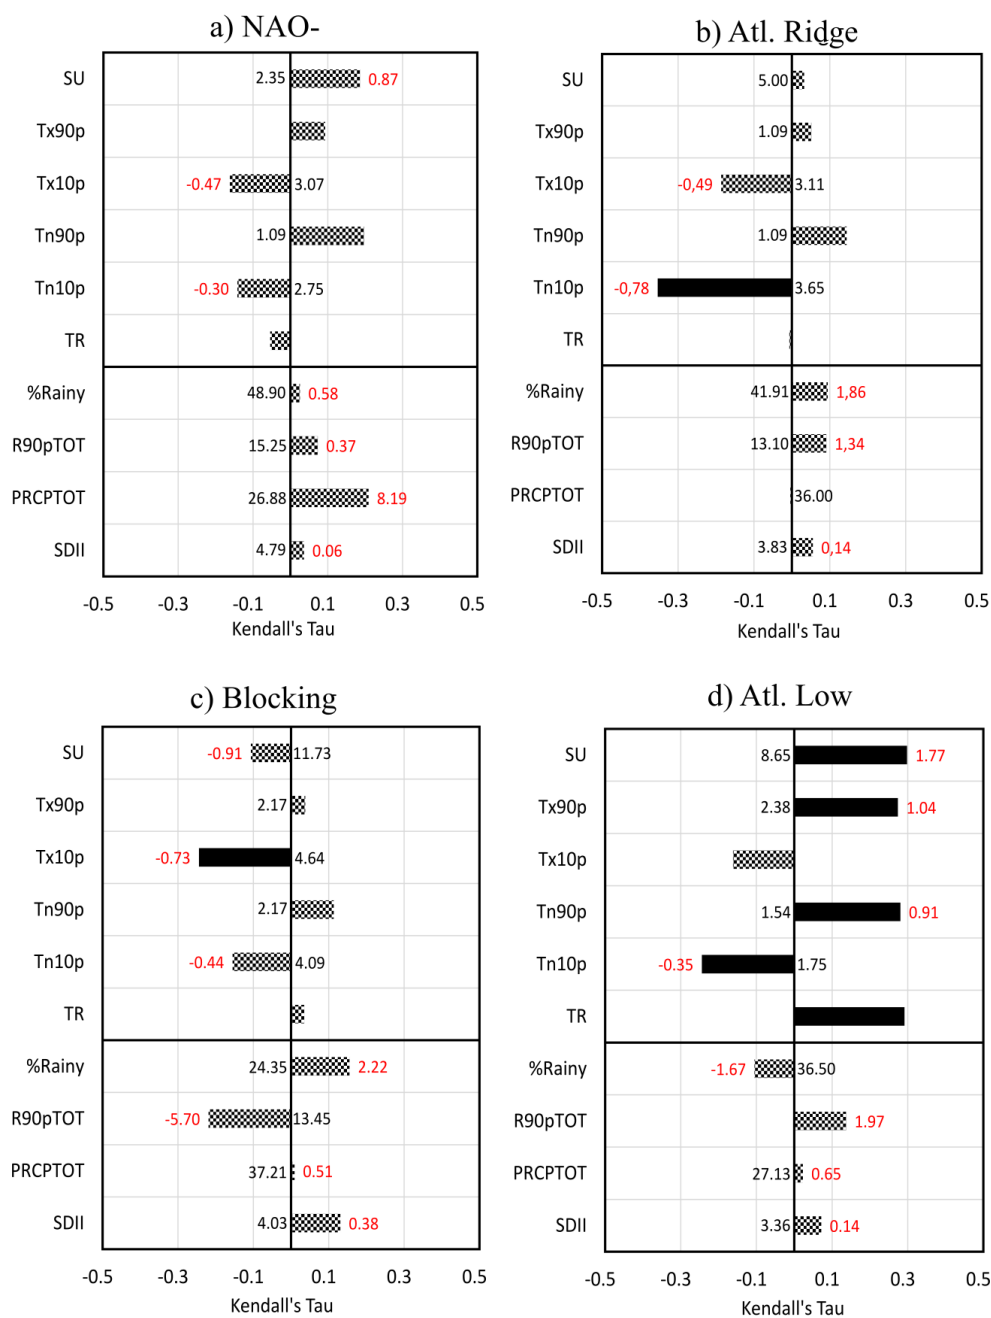 a) NAO-
SU 2.35 0.87
Tx90p
Tx10p -0.47 3.07
Tn90p 1.09
Tn10p -0.30 2.75
TR
%Rainy 48.90 0.58
R90pTOT 15.25 0.37
PRCPTOT 26.88 8.19
SDII 4.79 0.06
-0.5 -0.3 -0.1 0.1 0.3 0.5
Kendall's Tau
b) Atl. Ridge
SU 5.00
Tx90p 1.09
Tx10p -0,49 3.11
Tn90p 1.09
Tn10p -0,78 3.65
TR
%Rainy 41.91 1,86
R90pTOT 13.10 1,34
PRCPTOT 36.00
SDII 3.83 0,14
-0.5 -0.3 -0.1 0.1 0.3 0.5
Kendall's Tau
c) Blocking
SU -0.91 11.73
Tx90p 2.17
Tx10p -0.73 4.64
Tn90p 2.17
Tn10p -0.44 4.09
TR
%Rainy 24.35 2.22
R90pTOT -5.70 13.45
PRCPTOT 37.21 0.51
SDII 4.03 0.38
-0.5 -0.3 -0.1 0.1 0.3 0.5
Kendall's Tau
d) Atl. Low
SU 8.65 1.77
Tx90p 2.38 1.04
Tx10p
Tn90p 1.54 0.91
Tn10p -0.35 1.75
TR
%Rainy -1.67 36.50
R90pTOT 1.97
PRCPTOT 27.13 0.65
SDII 3.36 0.14
-0.5 -0.3 -0.1 0.1 0.3 0.5
Kendall's Tau